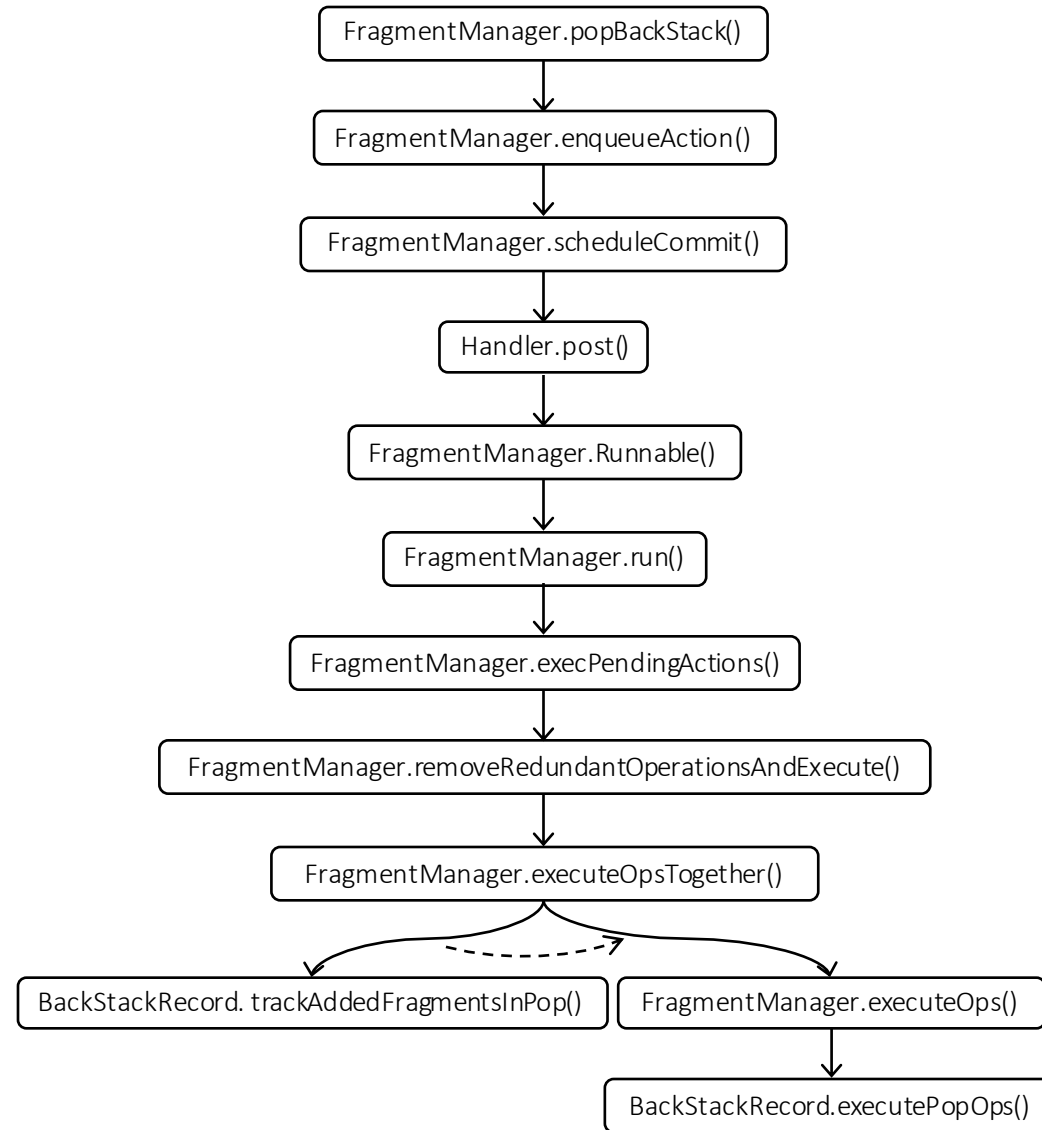 FragmentManager.popBackStack()
FragmentManager.enqueueAction()
FragmentManager.scheduleCommit()
Handler.post()
FragmentManager.Runnable()
FragmentManager.run()
FragmentManager.execPendingActions()
FragmentManager.removeRedundantOperationsAndExecute()
FragmentManager.executeOpsTogether()
BackStackRecord. trackAddedFragmentsInPop()
FragmentManager.executeOps()
BackStackRecord.executePopOps()